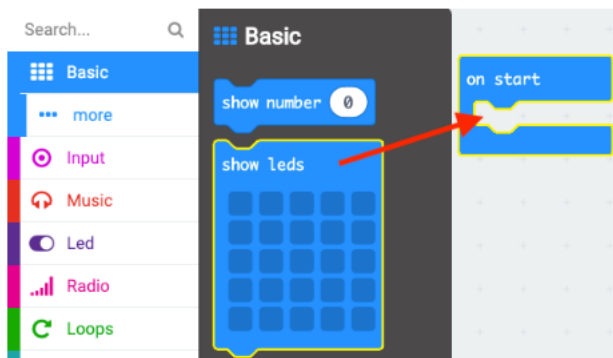 Search...
Basic
more
Input
Music
Led
Radio
Loops
Basic
show number 0
show leds
on start